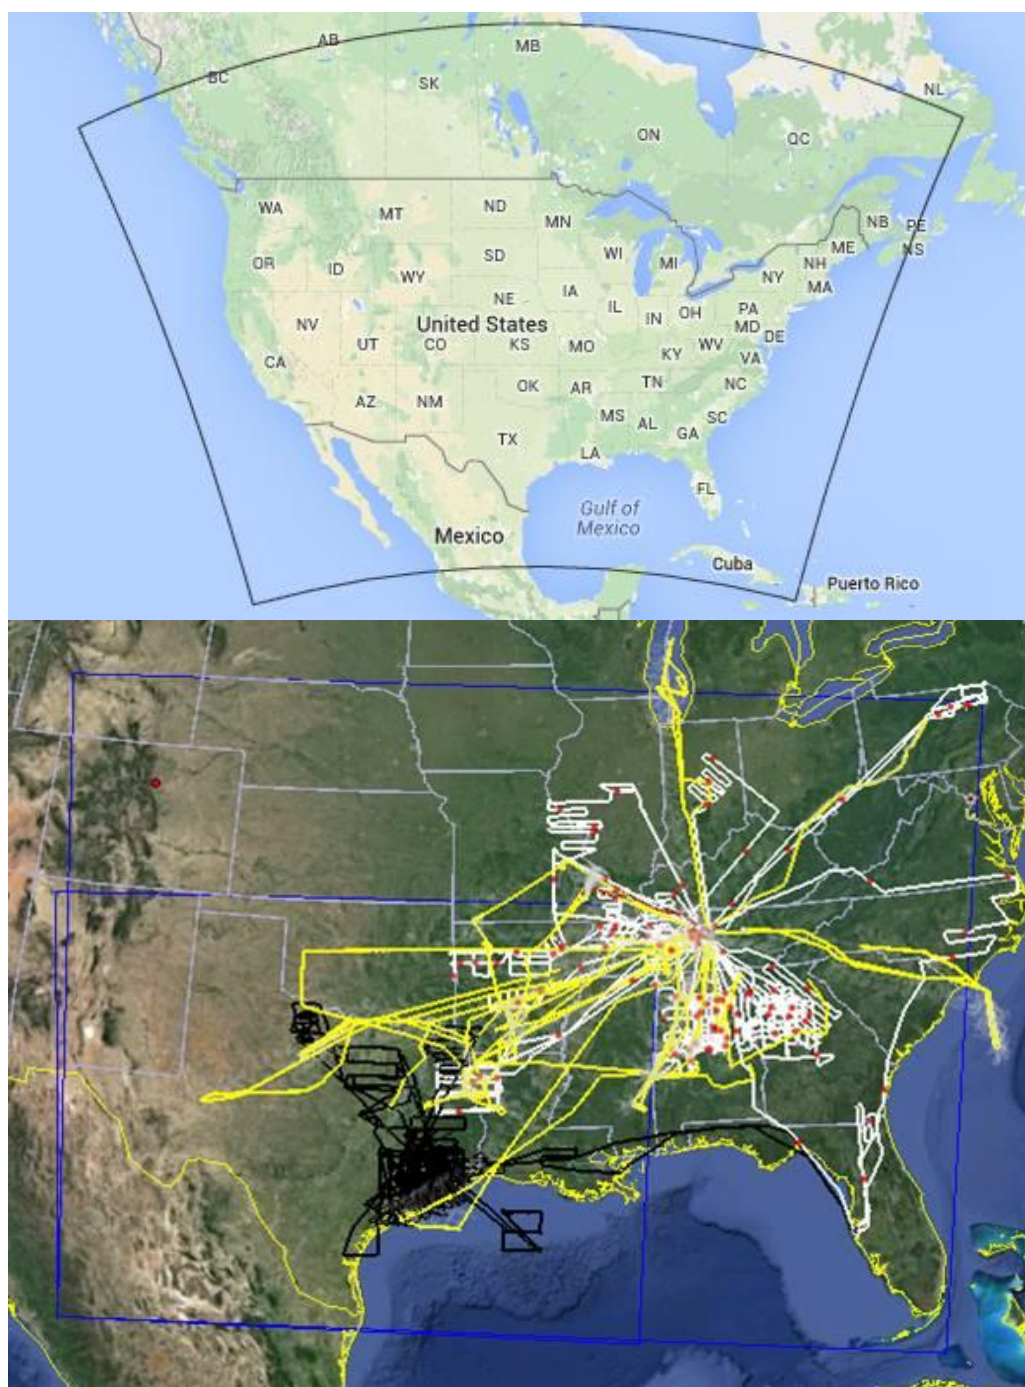 AB
MB
BC
SK
NL
ON
QC
WA
MT
ND
MN
NB
PE
OR
ID
WY
SD
WI
MI
ME
NS
NH
NY
MA
NE
IA
IL
IN
OH
PA
NV
United States
MD
DE
CA
UT
CO
KS
MO
KY
WV
VA
AZ
NM
OK
AR
TN
NC
MS
AL
SC
TX
GA
LA
FL
Gulf of
Mexico
Mexico
Cuba
Puerto Rico